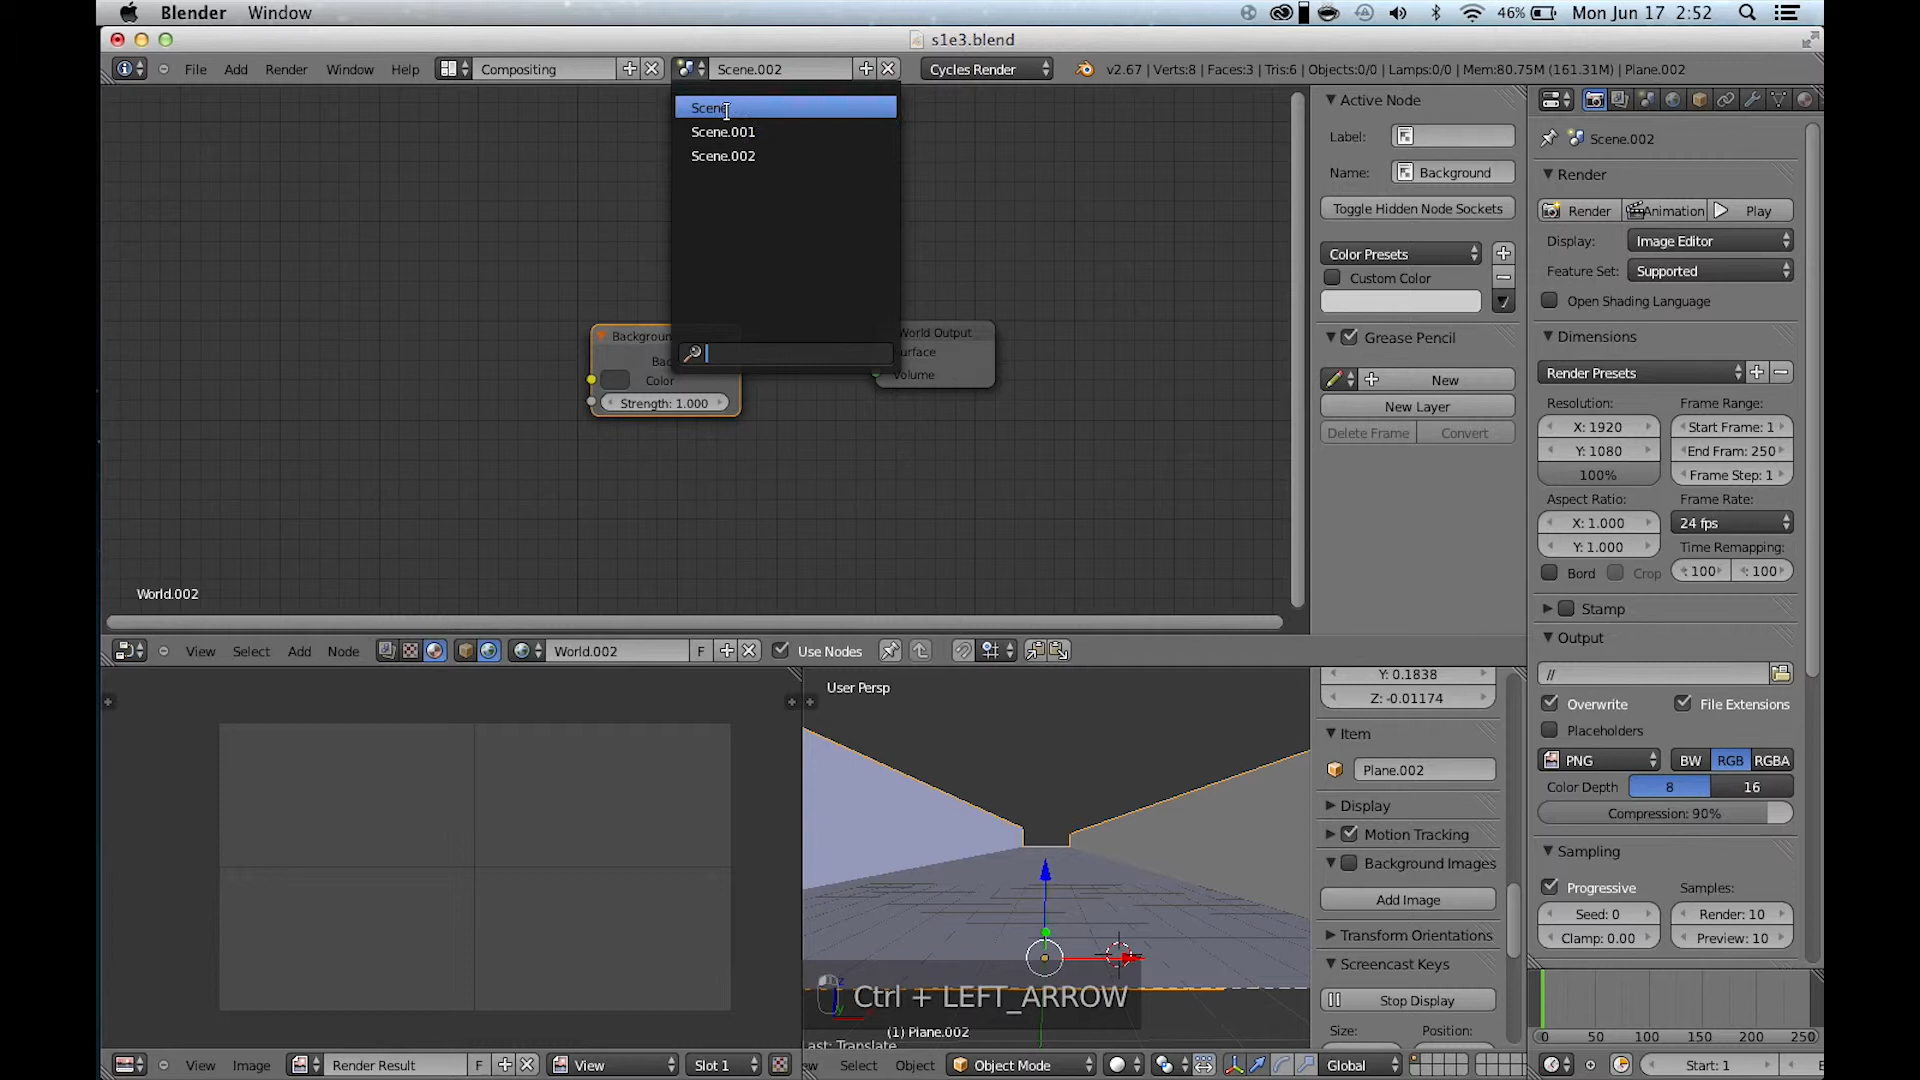 Blender Window 46% Mon Jun 17 2:52
s1e3.blend
File Add Render Window Help Compositing Scene.002 Cycles Render v2.67 | Verts:8 | Faces:3 | Tris:6 | Objects:0/0 | Lamps:0/0 | Mem:80.75M (161.31M) | Plane.002
Scene
Scene.001
Scene.002
Background
Color
Strength: 1.000
World Output
Volume
World.002
Active Node
Label:
Name: Background
Toggle Hidden Node Sockets
Color Presets
Custom Color
Grease Pencil
New
New Layer
Delete Frame Convert
View Select Add Node World.002 F Use Nodes
User Persp
Ctrl + LEFT_ARROW
(1) Plane.002
ast: Translate
Y: 0.1838
Z: -0.01174
Item
Plane.002
Display
Motion Tracking
Background Images
Add Image
Transform Orientations
Screencast Keys
Stop Display
Size: Position:
View Image Render Result F View Slot 1
Select Object Object Mode Global
Scene.002
Render
Render Animation Play
Display: Image Editor
Feature Set: Supported
Open Shading Language
Dimensions
Render Presets
Resolution: Frame Range:
X: 1920 Start Frame: 1
Y: 1080 End Fram: 250
100% Frame Step: 1
Aspect Ratio: Frame Rate:
X: 1.000 24 fps
Y: 1.000 Time Remapping:
Bord Crop : 100 : 100
Stamp
Output
//
Overwrite File Extensions
Placeholders
PNG BW RGB RGBA
Color Depth 8 16
Compression: 90%
Sampling
Progressive Samples:
Seed: 0 Render: 10
Clamp: 0.00 Preview: 10
0 50 100 150 200 250
Start: 1